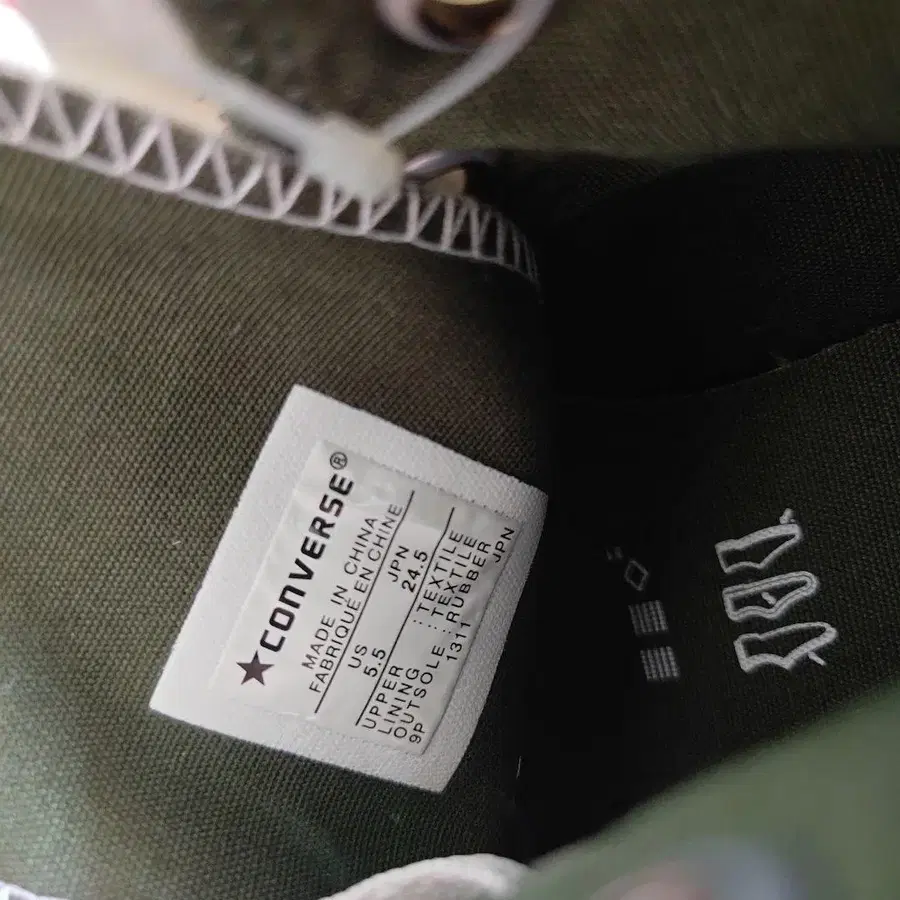 ★CONVERSE®
MADE IN CHINA
FABRIQUÉ EN CHINE
US JPN
5.5 24.5
UPPER : TEXTILE
LINING : TEXTILE
OUTSOLE : RUBBER
9P 1311 JPN